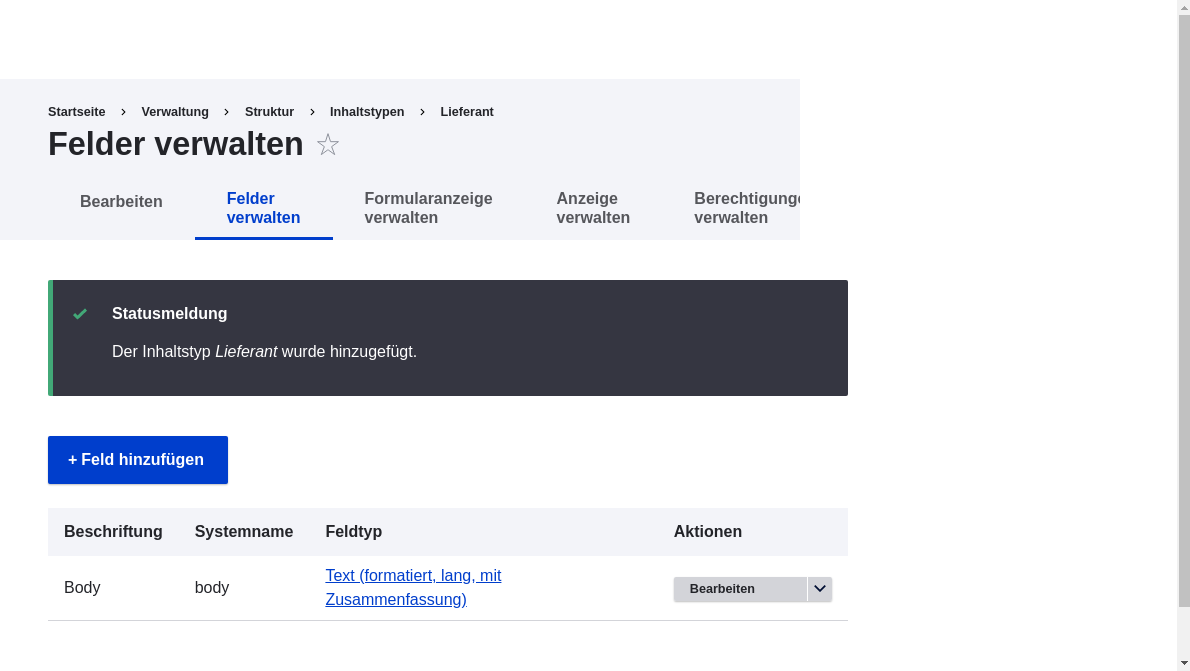 Startseite › Verwaltung › Struktur › Inhaltstypen › Lieferant
Felder verwalten
Bearbeiten
Felder
verwalten
Formularanzeige
verwalten
Anzeige
verwalten
verwalten
Statusmeldung
Der Inhaltstyp Lieferant wurde hinzugefügt.
+ Feld hinzufügen
Beschriftung Systemname Feldtyp Aktionen
Body body Text (formatiert, lang, mit
Zusammenfassung)
Bearbeiten